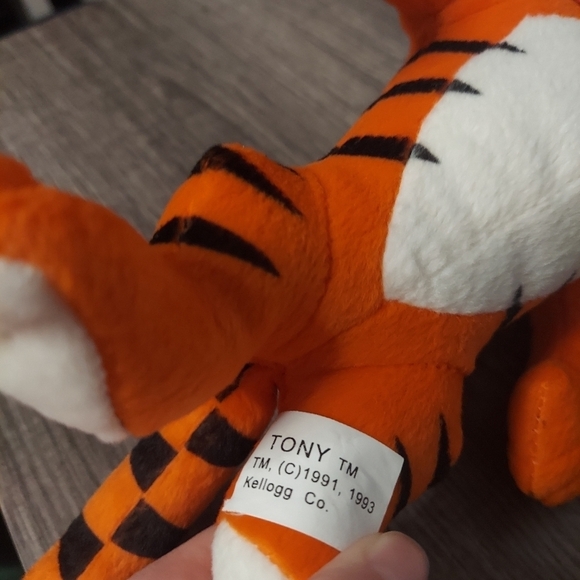 TONY TM
TM, (C)1991, 1993
Kellogg Co.